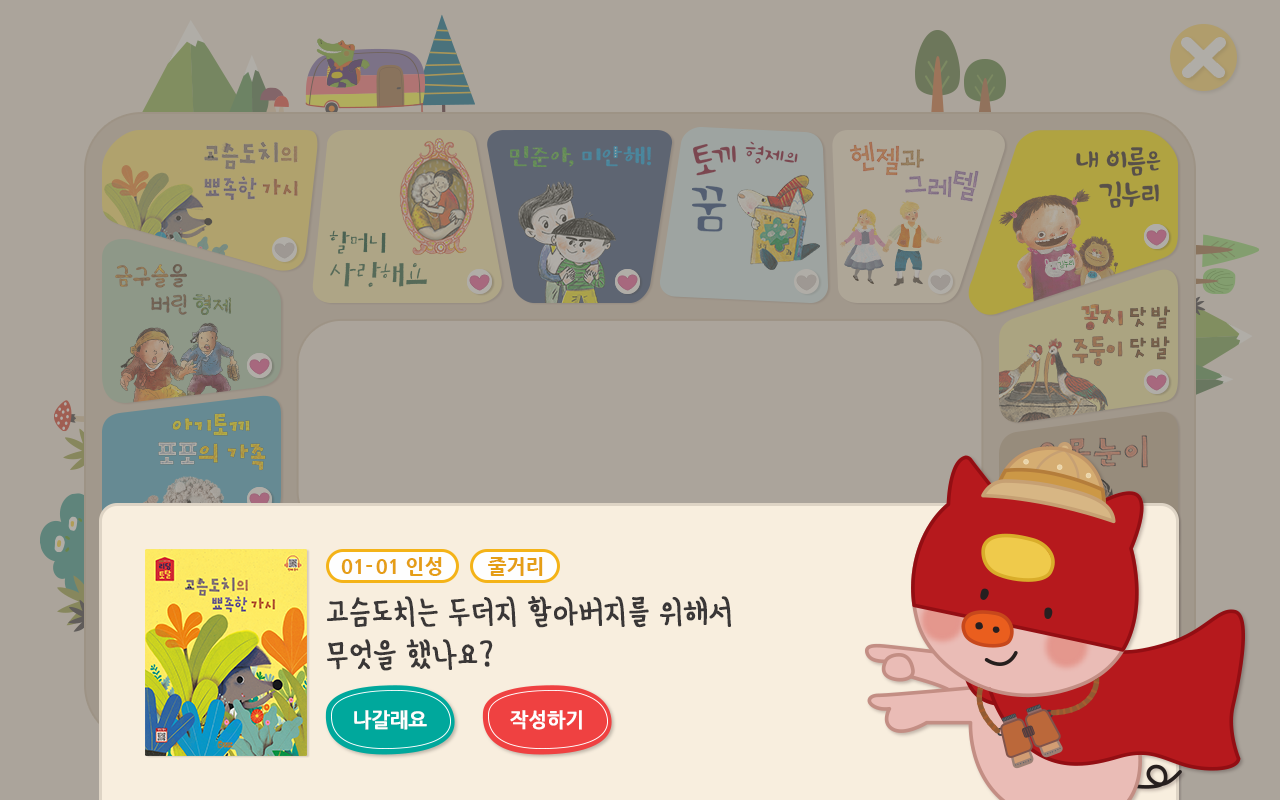 고슴도치의
뾰족한 가시
할머니
사랑해요
민준아, 미안해!
토끼 형제의
꿈
헨젤과
그레텔
내 이름은
김누리
금구슬을
버린 형제
꽁지 닷 발
주둥이 닷 발
아기토끼
포포의 가족
눈이
리딩
토탈
고슴도치의
뾰족한 가시
01-01 인성
줄거리
고슴도치는 두더지 할아버지를 위해서
무엇을 했나요?
나갈래요
작성하기